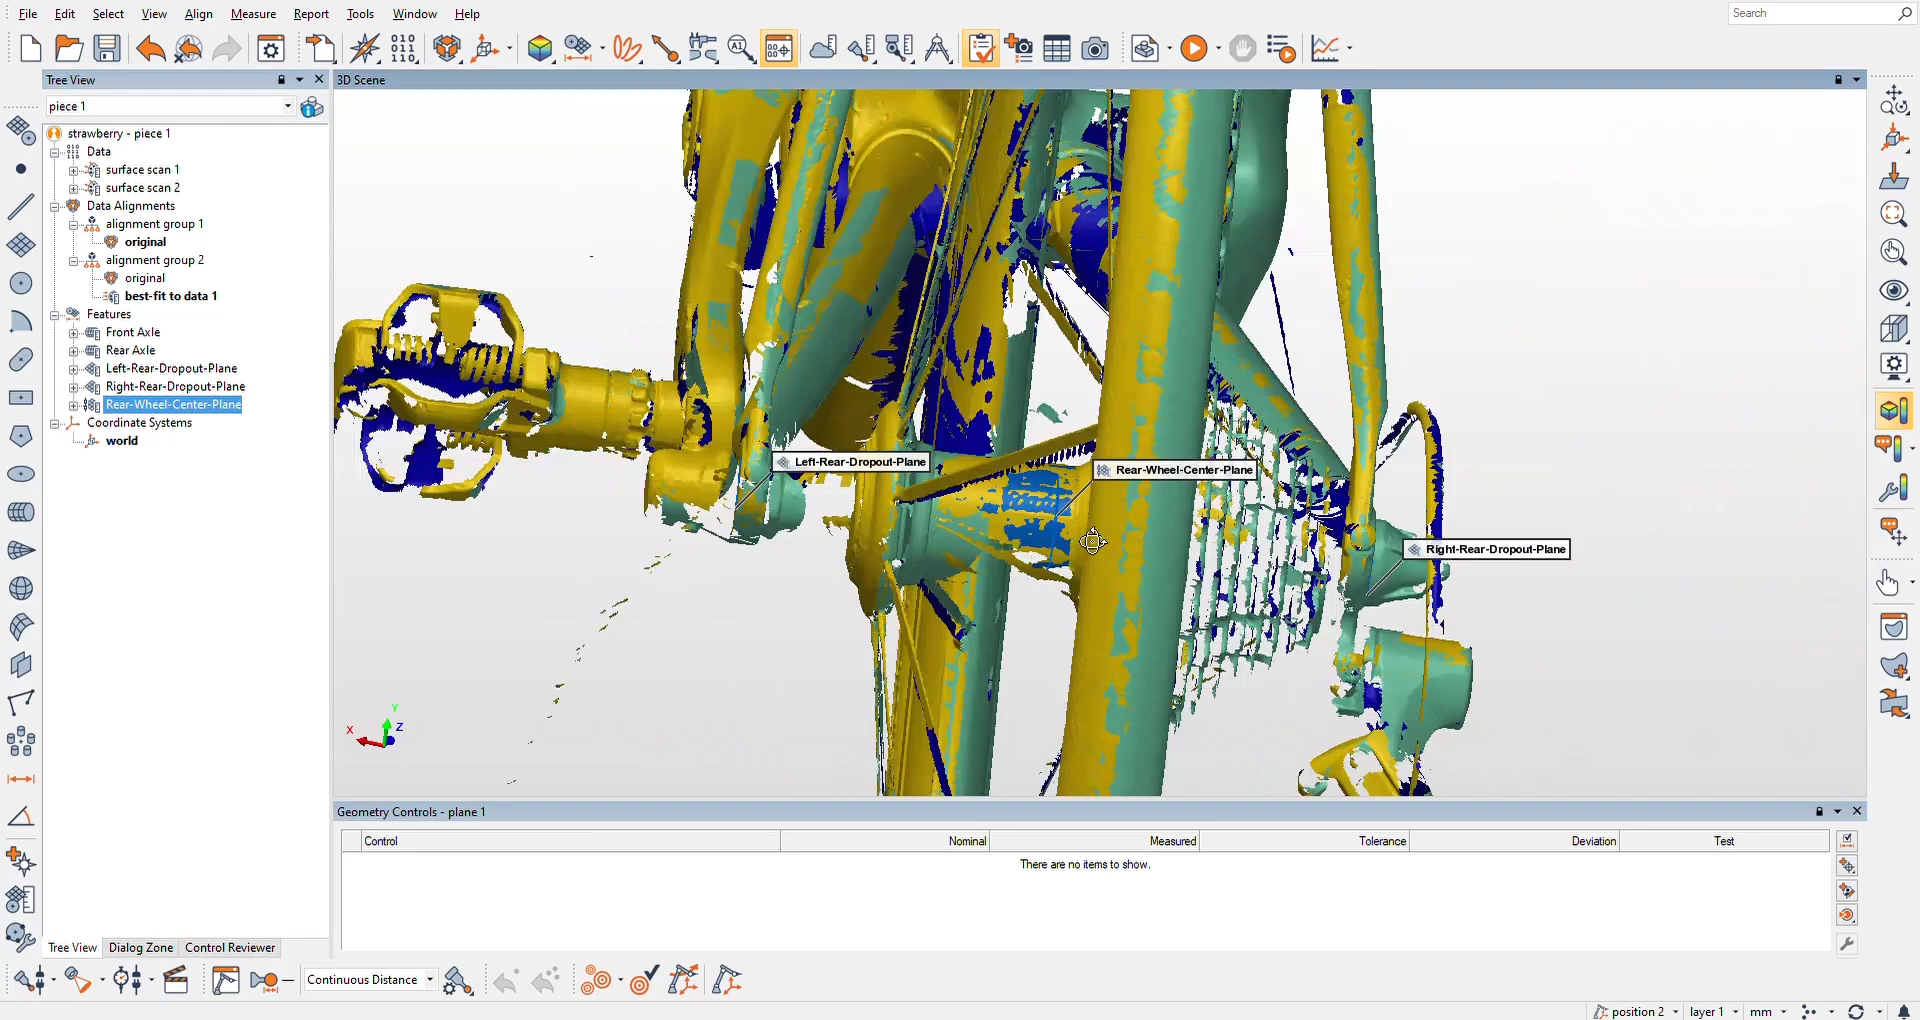 File Edit Select View Align Measure Report Tools Window Help
Search
Tree View
3D Scene
piece 1
strawberry - piece 1
Data
surface scan 1
surface scan 2
Data Alignments
alignment group 1
original
alignment group 2
original
best-fit to data 1
Features
Front Axle
Rear Axle
Left-Rear-Dropout-Plane
Right-Rear-Dropout-Plane
Rear-Wheel-Center-Plane
Coordinate Systems
world
Left-Rear-Dropout-Plane
Rear-Wheel-Center-Plane
Right-Rear-Dropout-Plane
Y
X Z
Geometry Controls - plane 1
Control Nominal Measured Tolerance Deviation Test
There are no items to show.
Tree View Dialog Zone Control Reviewer
Continuous Distance
position 2 layer 1 mm